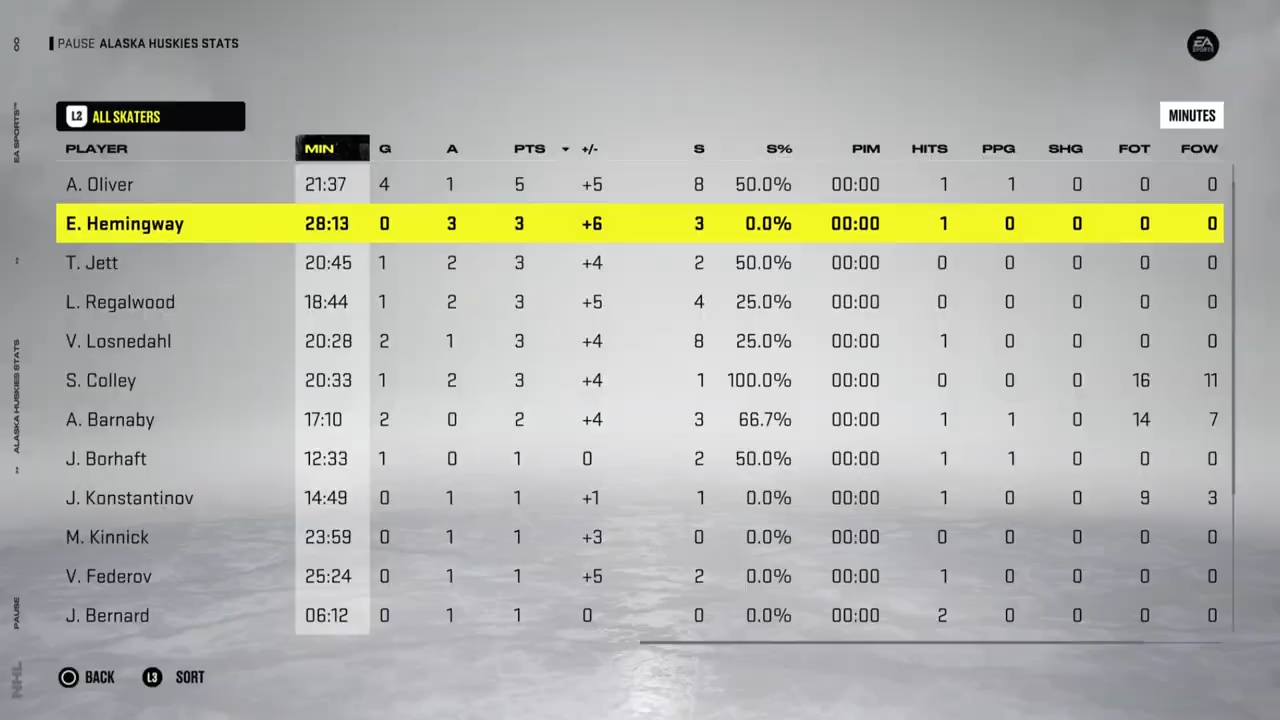 PAUSE ALASKA HUSKIES STATS
EA SPORTS
L2 ALL SKATERS
MINUTES
PLAYER MIN G A PTS +/- S S% PIM HITS PPG SHG FOT FOW
A. Oliver 21:37 4 1 5 +5 8 50.0% 00:00 1 1 0 0 0
E. Hemingway 28:13 0 3 3 +6 3 0.0% 00:00 1 0 0 0 0
T. Jett 20:45 1 2 3 +4 2 50.0% 00:00 0 0 0 0 0
L. Regalwood 18:44 1 2 3 +5 4 25.0% 00:00 0 0 0 0 0
V. Losnedahl 20:28 2 1 3 +4 8 25.0% 00:00 1 0 0 0 0
S. Colley 20:33 1 2 3 +4 1 100.0% 00:00 0 0 0 16 11
A. Barnaby 17:10 2 0 2 +4 3 66.7% 00:00 1 1 0 14 7
J. Borhaft 12:33 1 0 1 0 2 50.0% 00:00 1 1 0 0 0
J. Konstantinov 14:49 0 1 1 +1 1 0.0% 00:00 1 0 0 9 3
M. Kinnick 23:59 0 1 1 +3 0 0.0% 00:00 0 0 0 0 0
V. Federov 25:24 0 1 1 +5 2 0.0% 00:00 1 0 0 0 0
J. Bernard 06:12 0 1 1 0 0 0.0% 00:00 2 0 0 0 0
BACK L3 SORT
EA SPORTS™
ALASKA HUSKIES STATS
PAUSE
NHL